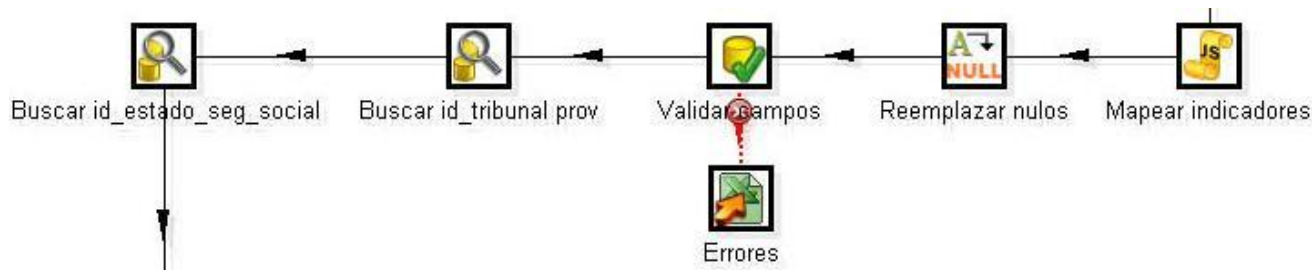 A
NULL
JS
Buscar id_estado_seg_social Buscar id_tribunal prov Validar campos Reemplazar nulos Mapear indicadores
Errores